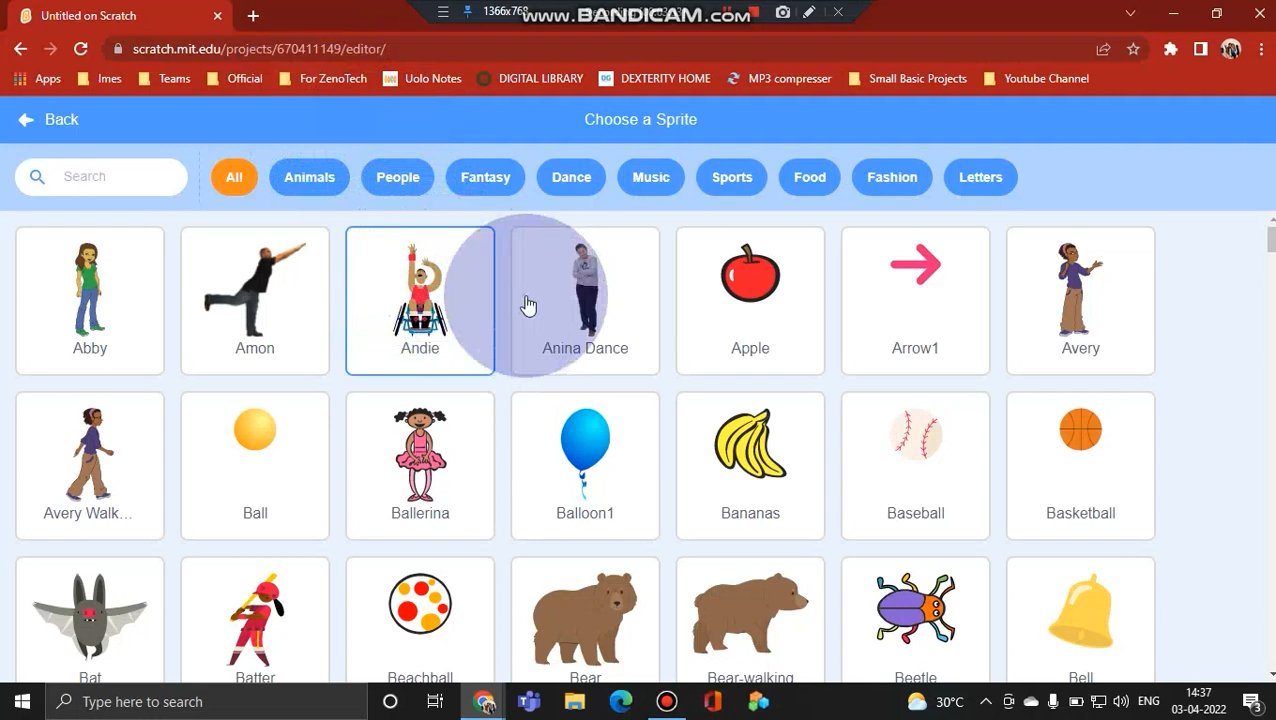 Untitled on Scratch
1366x768
www.BANDICAM.com
scratch.mit.edu/projects/670411149/editor/
Apps Imes Teams Official For ZenoTech Uolo Notes DIGITAL LIBRARY DEXTERITY HOME MP3 compresser Small Basic Projects Youtube Channel
Back Choose a Sprite
Search All Animals People Fantasy Dance Music Sports Food Fashion Letters
Abby Amon Andie Anina Dance Apple Arrow1 Avery
Avery Walk... Ball Ballerina Balloon1 Bananas Baseball Basketball
Bat Batter Beachball Bear Bear-walking Beetle Bell
Type here to search 30°C ENG 14:37
03-04-2022 3